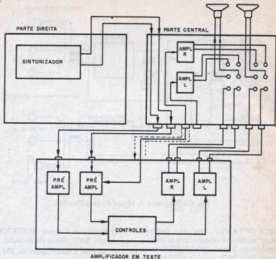 PARTE DIREITA
PARTE CENTRAL
SINTONIZADOR
AMPL
R
AMPL
L
PRÉ
AMPL
PRÉ
AMPL
AMPL
R
AMPL
L
CONTROLES
AMPLIFICADOR EM TESTE